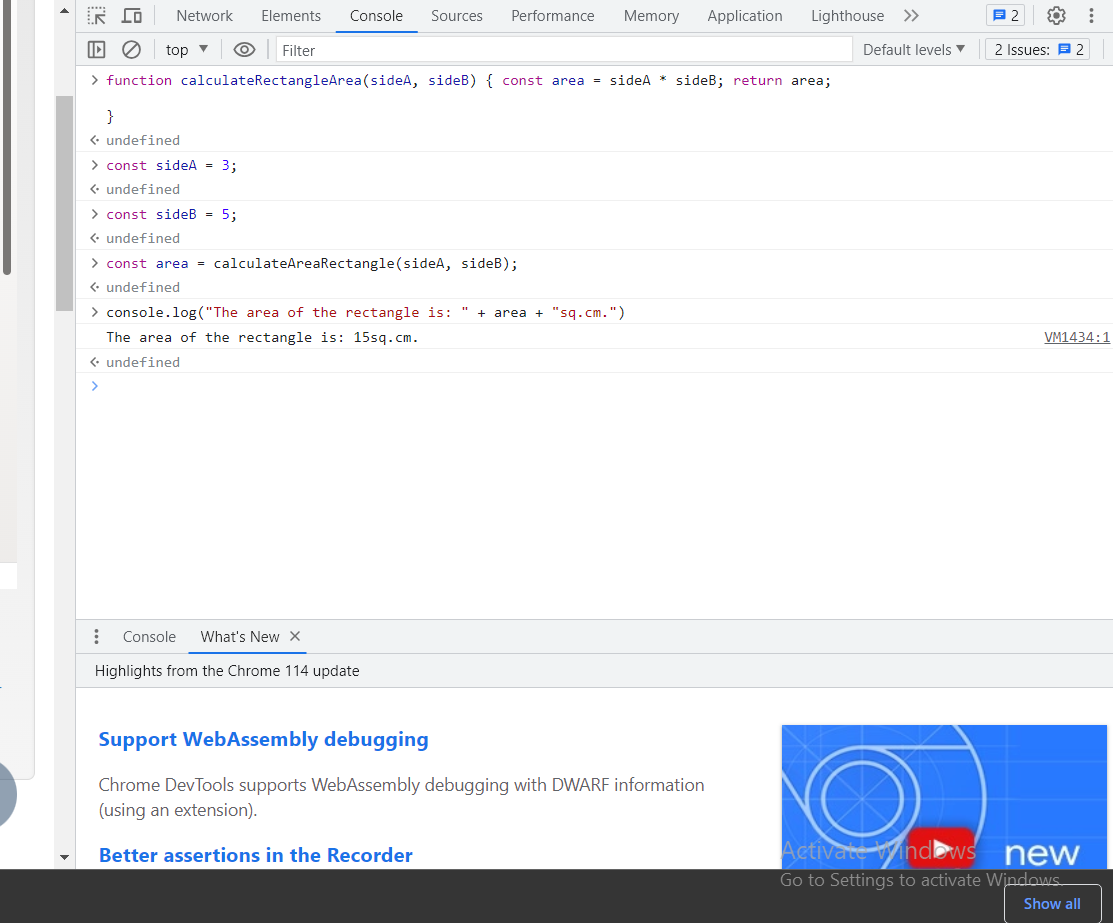 Network Elements Console Sources Performance Memory Application Lighthouse 2
top Filter Default levels 2 Issues: 2
function calculateRectangleArea(sideA, sideB) { const area = sideA * sideB; return area;
}
undefined
const sideA = 3;
undefined
const sideB = 5;
undefined
const area = calculateAreaRectangle(sideA, sideB);
undefined
console.log("The area of the rectangle is: " + area + "sq.cm.")
The area of the rectangle is: 15sq.cm. VM1434:1
undefined
Console What's New
Highlights from the Chrome 114 update
Support WebAssembly debugging
Chrome DevTools supports WebAssembly debugging with DWARF information
(using an extension).
Better assertions in the Recorder
new
Activate Windows
Go to Settings to activate Windows.
Show all